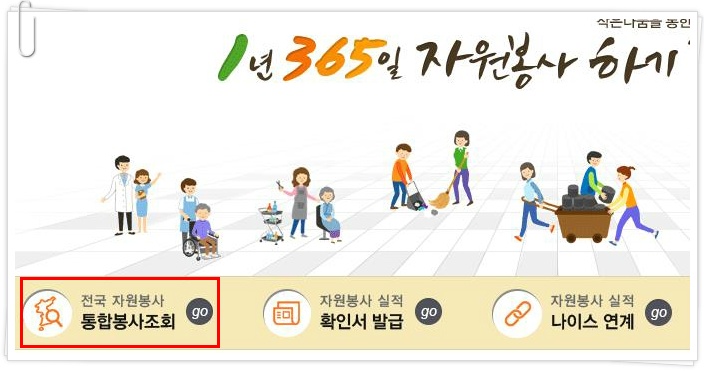 작은나눔을 통한
1년 365일 자원봉사 하기
전국 자원봉사
통합봉사조회
go
자원봉사 실적
확인서 발급
go
자원봉사 실적
나이스 연계
go